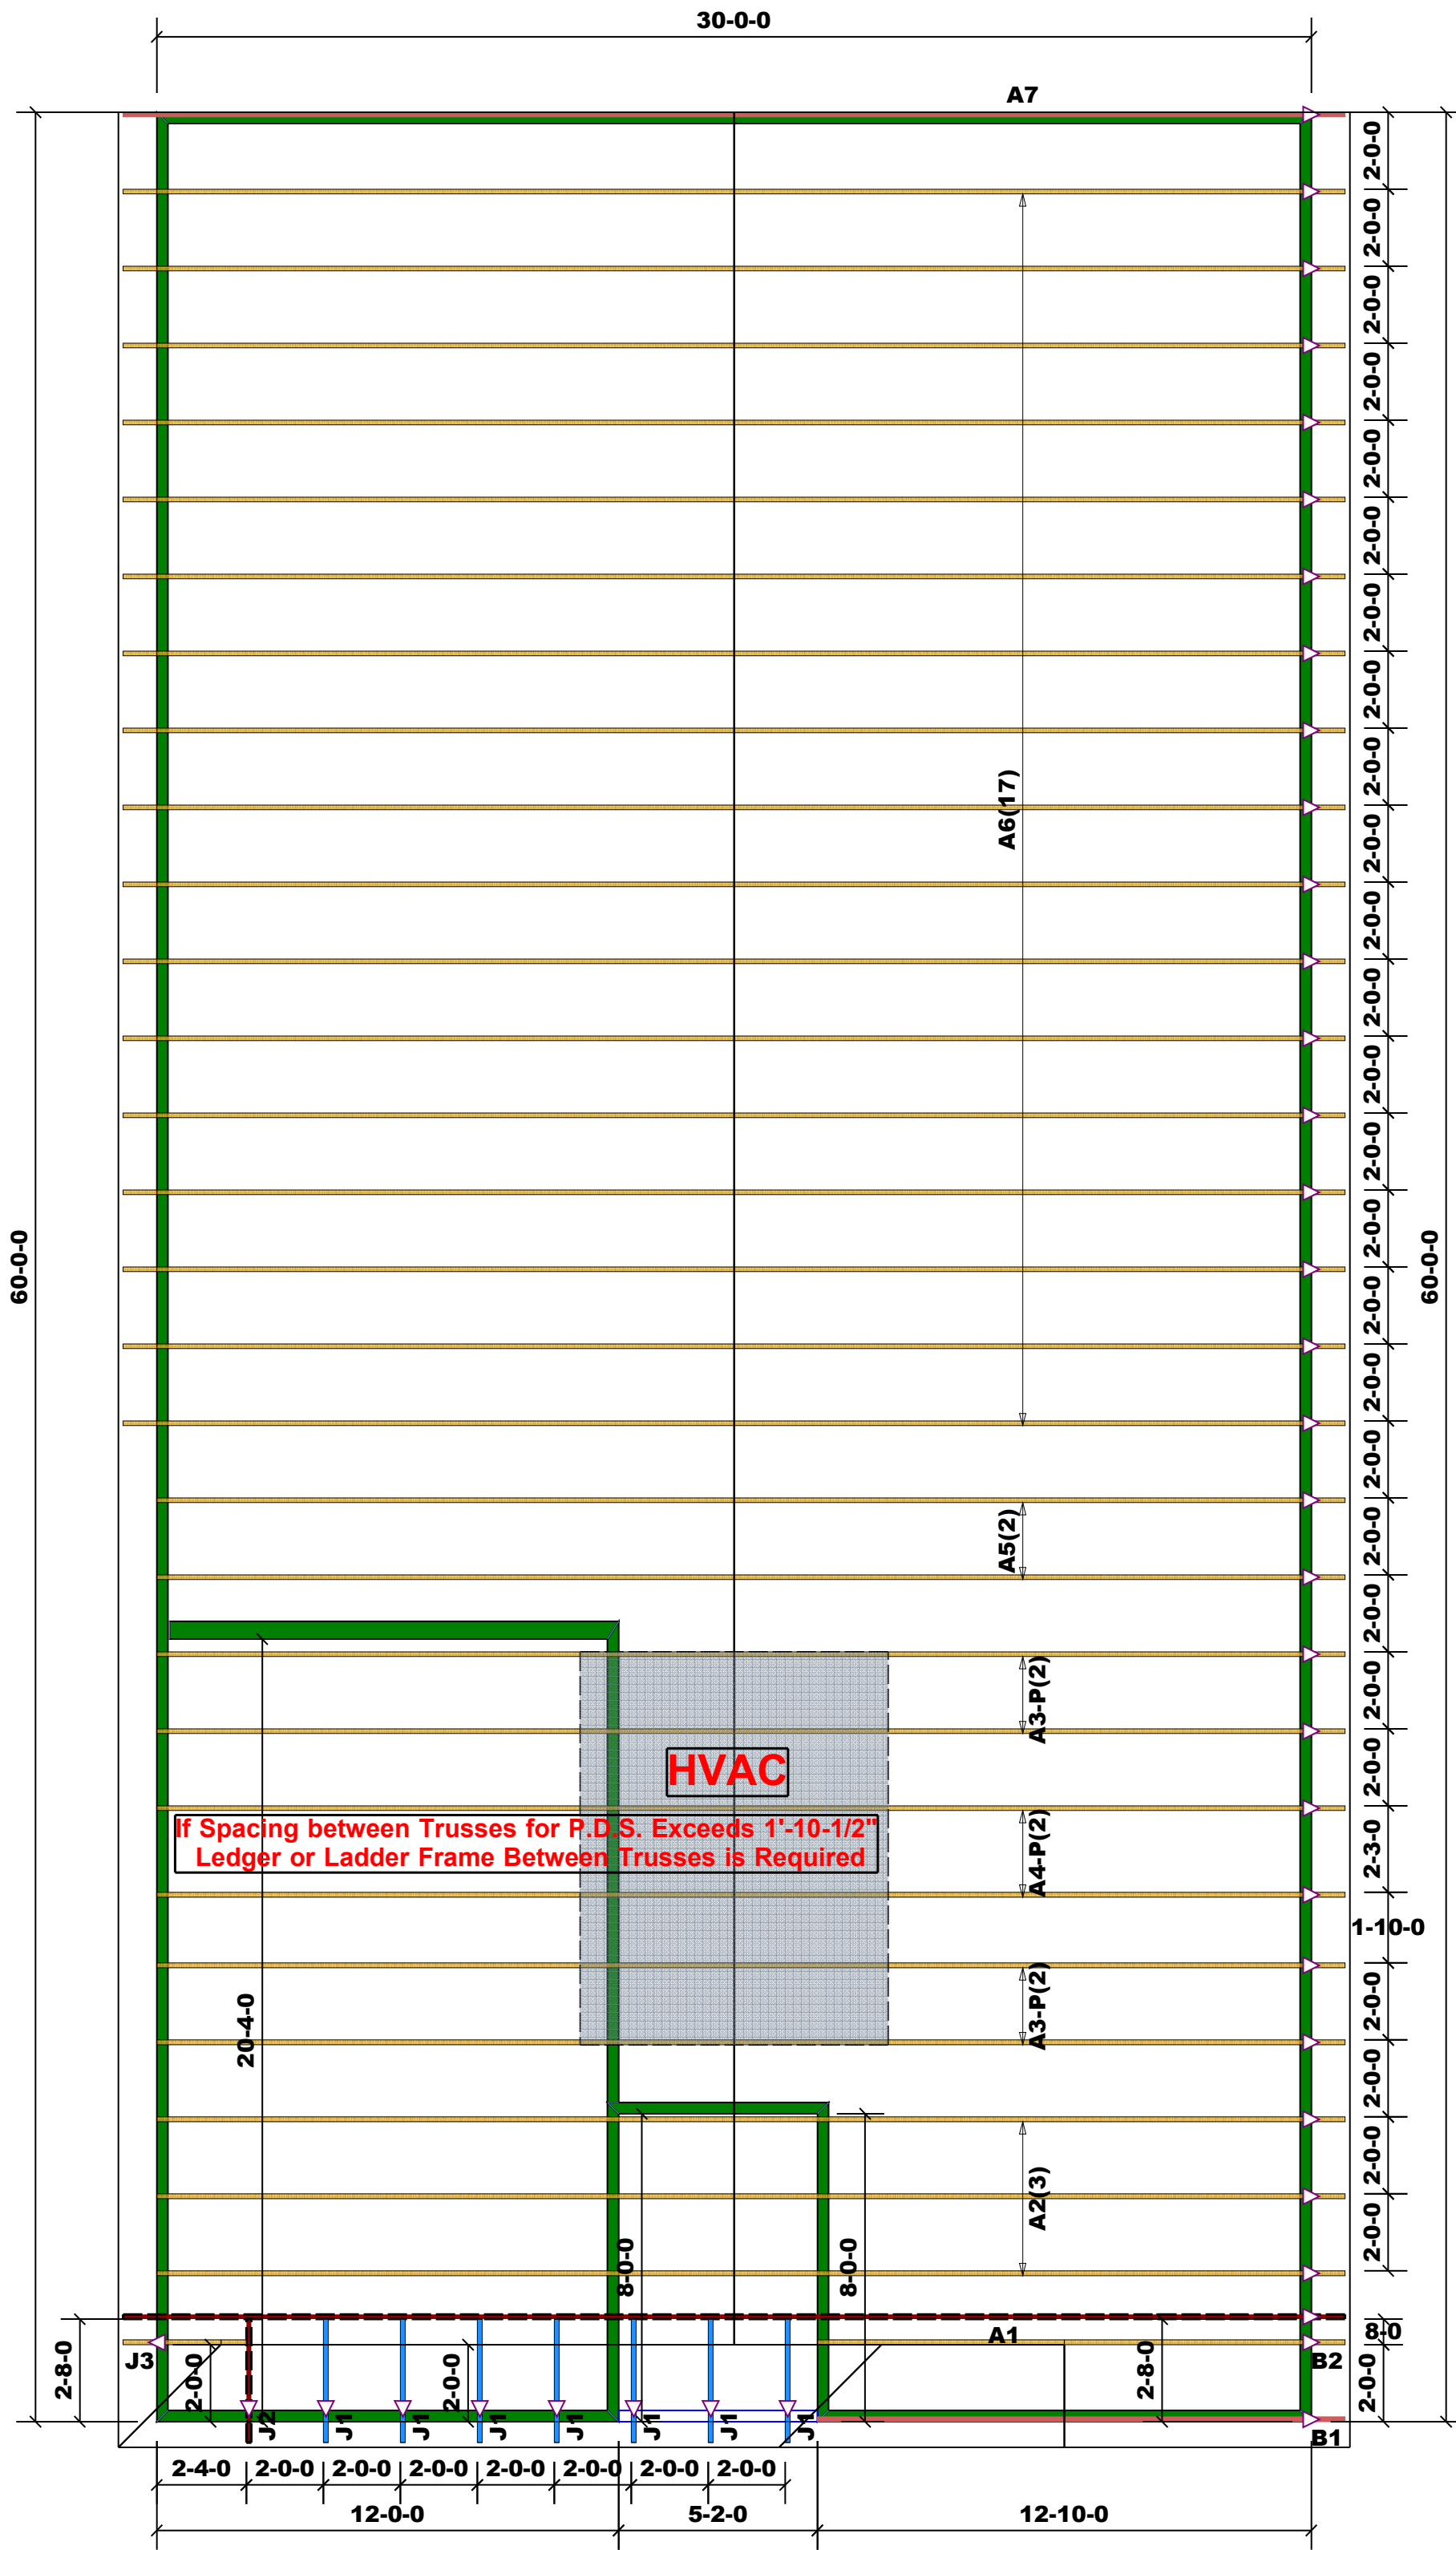 30-0-0
A7
2-0-0
2-0-0
2-0-0
2-0-0
2-0-0
2-0-0
2-0-0
2-0-0
2-0-0
A6(17)
2-0-0
2-0-0
2-0-0
2-0-0
2-0-0
2-0-0
60-0-0
60-0-0
2-0-0
2-0-0
2-0-0
A5(2)
2-0-0
2-0-0
A3-P(2)
2-0-0
HVAC
2-0-0
If Spacing between Trusses for P.D.S. Exceeds 1'-10-1/2"
Ledger or Ladder Frame Between Trusses is Required
A4-P(2)
2-3-0
1-10-0
20-4-0
A3-P(2)
2-0-0
2-0-0
A2(3)
2-0-0
8-0-0
8-0-0
2-0-0
A1
8-0
J3
B2
2-8-0
2-0-0
2-0-0
2-8-0
2-0-0
J2
J1
J1
J1
J1
J1
J1
J1
B1
2-4-0
2-0-0
2-0-0
2-0-0
2-0-0
2-0-0
2-0-0
2-0-0
12-0-0
5-2-0
12-10-0